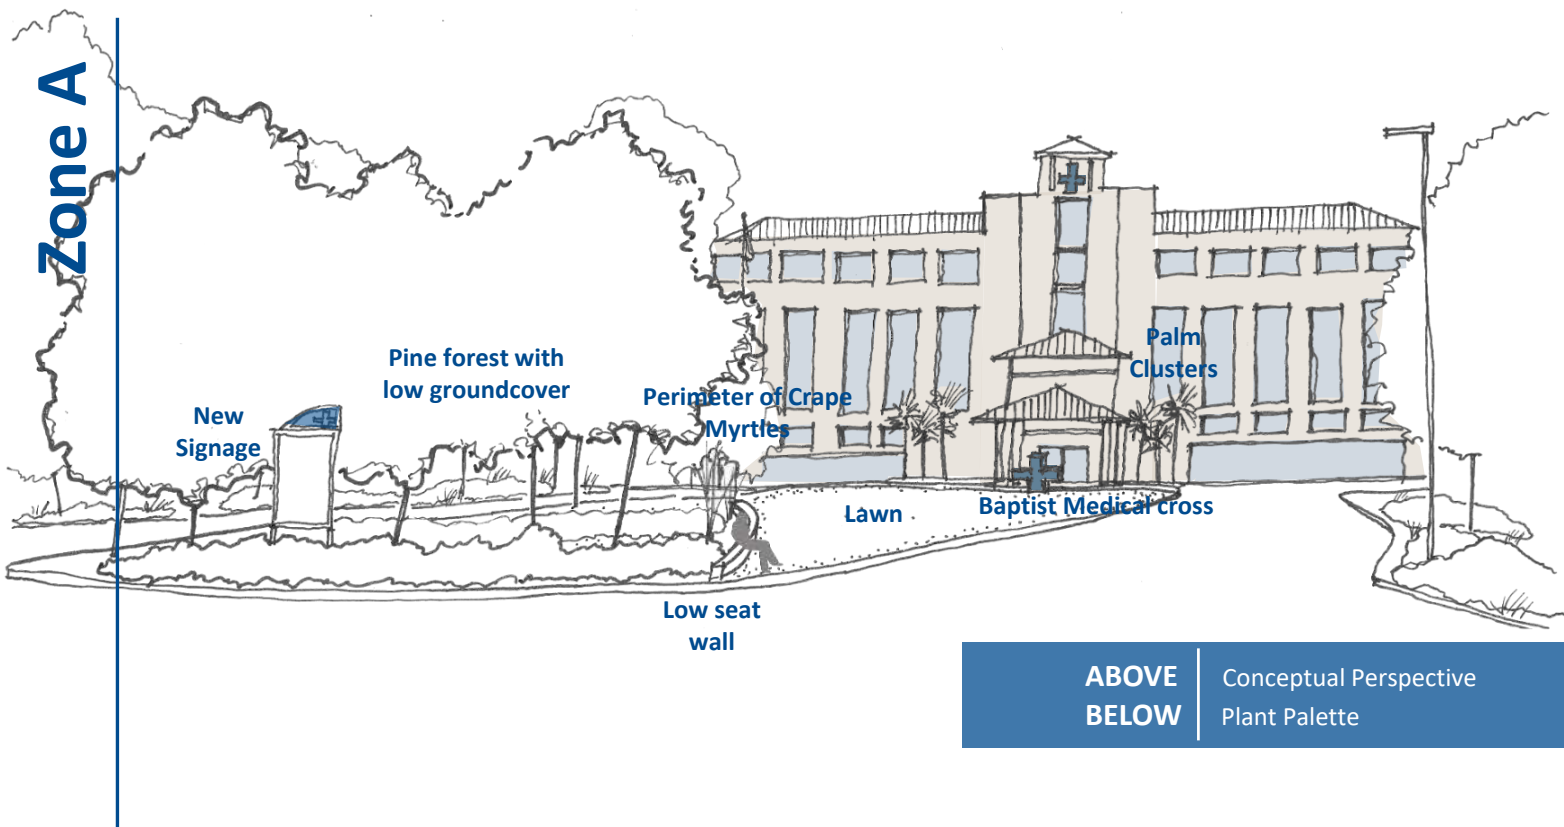 Zone A
Pine forest with
low groundcover
New
Signage
Perimeter of Crape
Myrtles
Palm
Clusters
Lawn
Baptist Medical cross
Low seat
wall
ABOVE Conceptual Perspective
BELOW Plant Palette